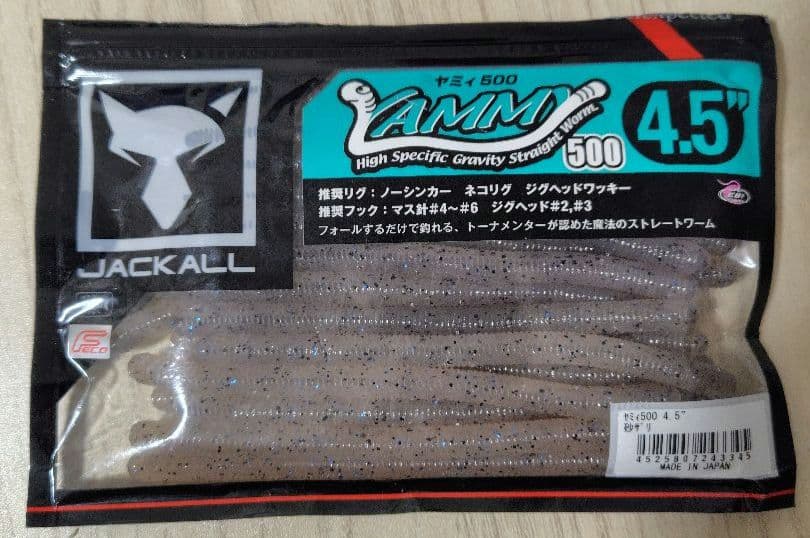 JACKALL
ヤミィ500
YAMMY
High Specific Gravity Straight Worm.
500
4.5"
推奨リグ：ノーシンカー ネコリグ ジグヘッドワッキー
推奨フック：マス針#4〜#6 ジグヘッド#2,#3
フォールするだけで釣れる、トーナメンターが認めた魔法のストレートワーム
Feco
ヤミィ500 4.5"
砂ｻﾞﾘ
4525807243345
MADE IN JAPAN